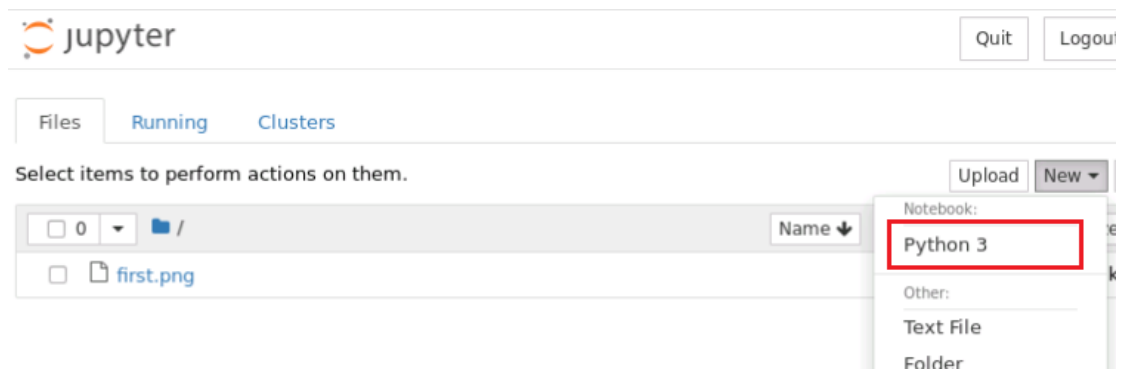 jupyter
Quit
Logout
Files Running Clusters
Select items to perform actions on them.
Upload New
0 / Name
Notebook:
Python 3
first.png
Other:
Text File
Folder